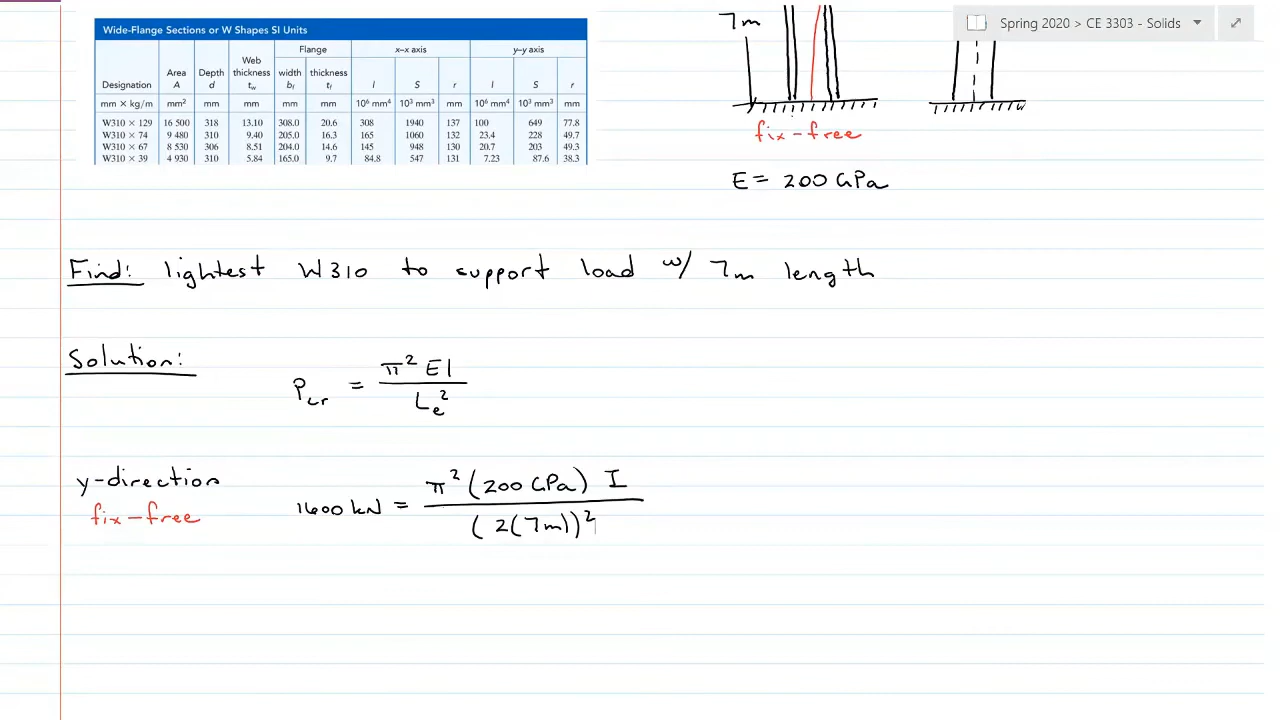 Spring 2020 > CE 3303 - Solids
Wide-Flange Sections or W Shapes SI Units
Designation Area A Depth d Web thickness tw Flange width bf thickness tf x–x axis I S r y–y axis I S r
mm × kg/m mm² mm mm mm mm 10⁶ mm⁴ 10³ mm³ mm 10⁶ mm⁴ 10³ mm³ mm
W310 × 129 16 500 318 13.10 308.0 20.6 308 1940 137 100 649 77.8
W310 × 74 9 480 310 9.40 205.0 16.3 165 1060 132 23.4 228 49.7
W310 × 67 8 530 306 8.51 204.0 14.6 145 948 130 20.7 203 49.3
W310 × 39 4 930 310 5.84 165.0 9.7 84.8 547 131 7.23 87.6 38.3
7m
fix-free
E = 200 GPa
Find: lightest W310 to support load w/ 7m length
Solution:
Pcr = π² EI / Le²
y-direction
fix-free
1600 kN = π² (200 GPa) I / (2(7m))²